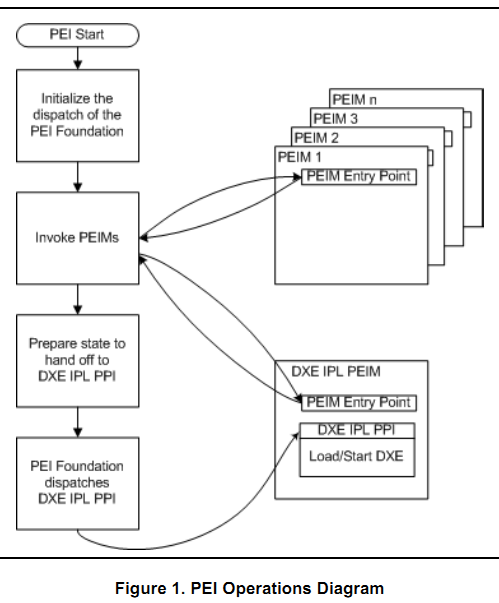 PEI Start
Initialize the
dispatch of the
PEI Foundation
Invoke PEIMs
Prepare state to
hand off to
DXE IPL PPI
PEI Foundation
dispatches
DXE IPL PPI
PEIM n
PEIM 3
PEIM 2
PEIM 1
PEIM Entry Point
DXE IPL PEIM
PEIM Entry Point
DXE IPL PPI
Load/Start DXE
Figure 1. PEI Operations Diagram